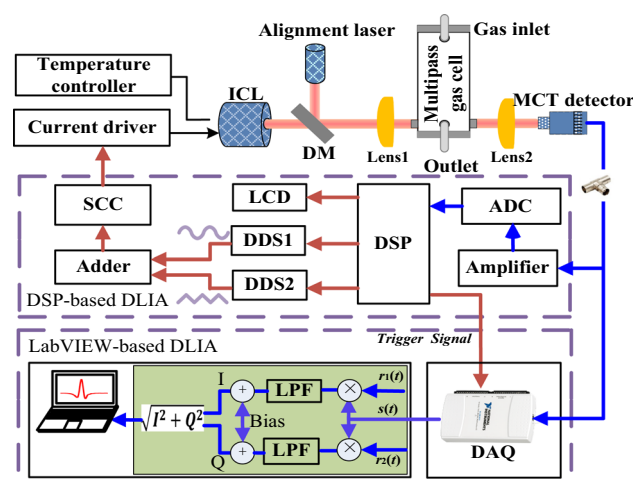 Alignment laser
Gas inlet
Temperature
controller
ICL
Multipass
gas cell
MCT detector
Current driver
DM
Lens1
Lens2
Outlet
SCC
LCD
DSP
ADC
DDS1
Adder
Amplifier
DDS2
DSP-based DLIA
Trigger Signal
LabVIEW-based DLIA
I
+
LPF
×
r1(t)
√I² + Q²
Bias
s(t)
Q
+
LPF
×
r2(t)
DAQ